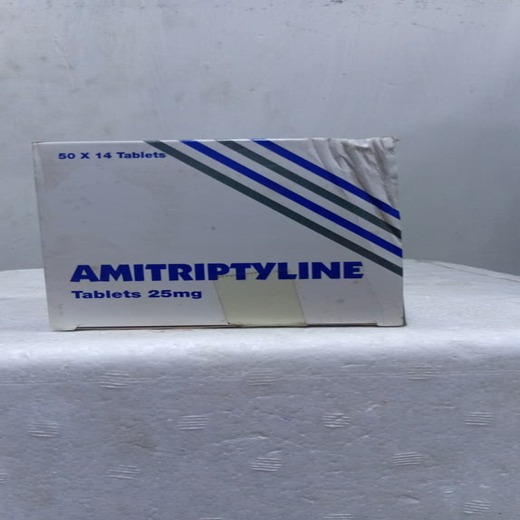 50 X 14 Tablets
AMITRIPTYLINE
Tablets 25mg